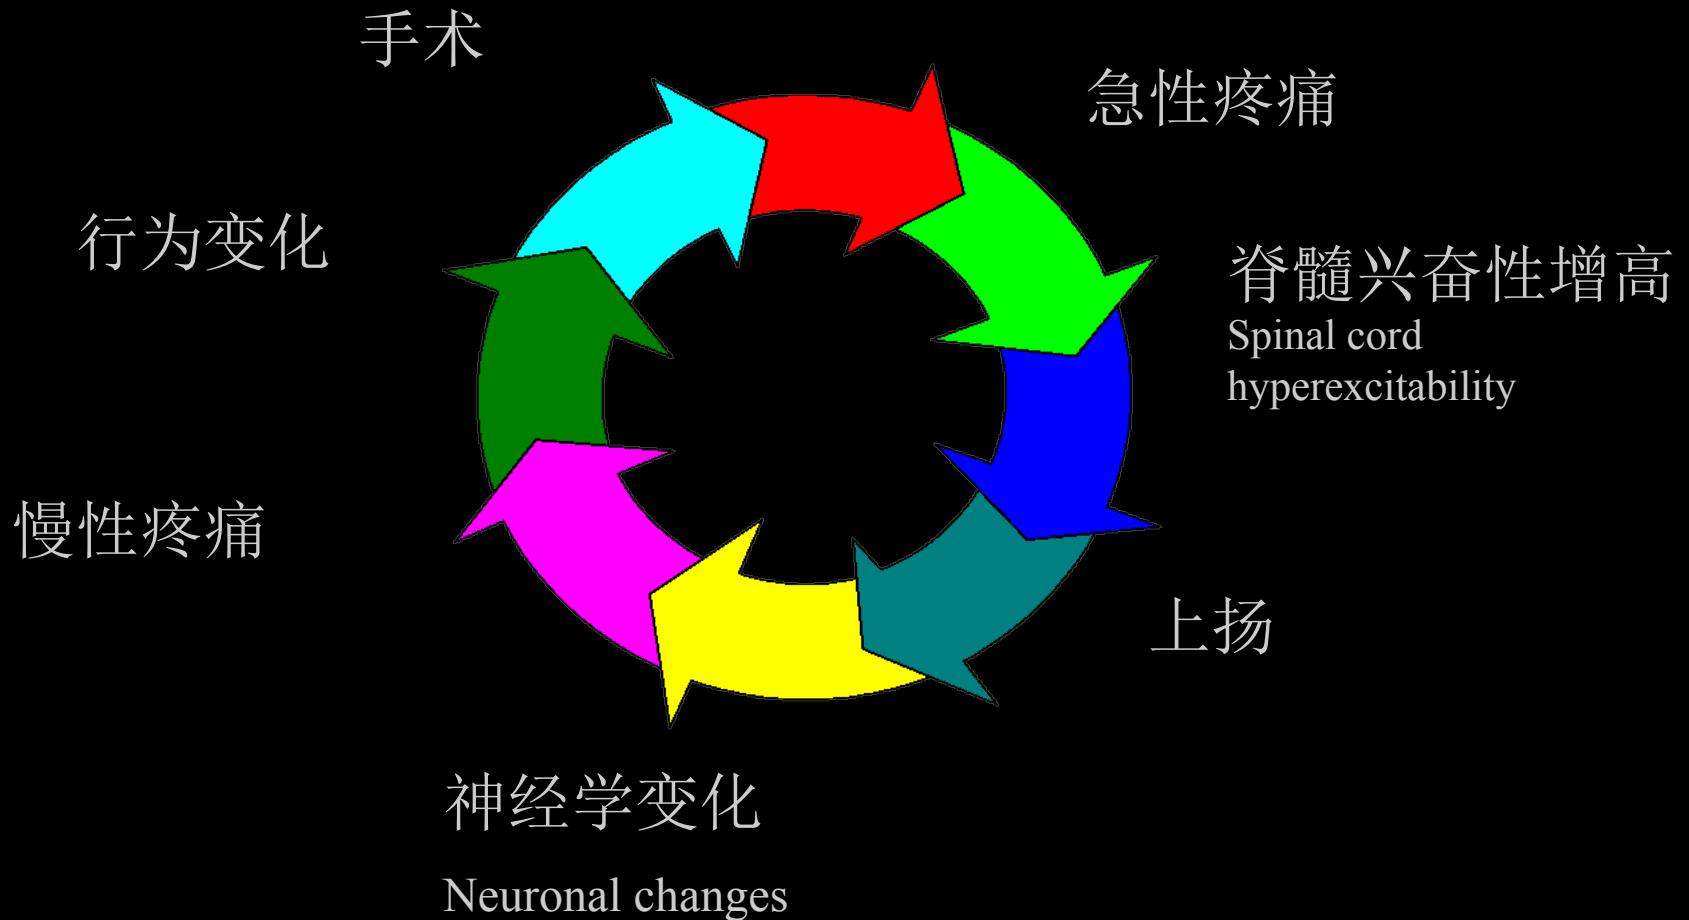 手术
急性疼痛
脊髓兴奋性增高
Spinal cord
hyperexcitability
上扬
神经学变化
Neuronal changes
慢性疼痛
行为变化